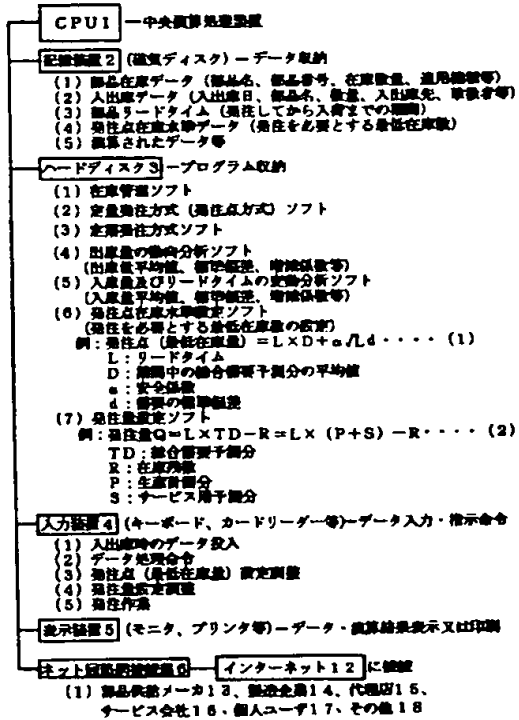 CPU1 ー中央演算処理装置
記憶装置2 (磁気ディスク) ーデータ収納
(1) 部品在庫データ (部品名、部品番号、在庫数量、適用機種等)
(2) 入出庫データ (入出庫日、部品名、数量、入出庫先、取扱者等)
(3) 部品リードタイム (発注してから入荷までの期間)
(4) 発注点在庫水準データ (発注を必要とする最低在庫数)
(5) 演算されたデータ等
ハードディスク3 ープログラム収納
(1) 在庫管理ソフト
(2) 定量発注方式 (発注点方式) ソフト
(3) 定期発注方式ソフト
(4) 出庫量の傾向分析ソフト
(出庫量平均値、標準偏差、増減係数等)
(5) 入庫量及びリードタイムの変動分析ソフト
(入庫量平均値、標準偏差、増減係数等)
(6) 発注点在庫水準設定ソフト
(発注を必要とする最低在庫量の設定)
例:発注点 (最低在庫量) =L×D+α√Ld・・・・ (1)
L:リードタイム
D:期間中の総合需要予測分の平均値
α:安全係数
d:需要の標準偏差
(7) 発注量設定ソフト
例:発注量Q=L×TD-R=L× (P+S) -R・・・・ (2)
TD:総合需要予測分
R:在庫残数
P:生産計画分
S:サービス用予測分
入力装置4 (キーボード、カードリーダー等)ーデータ入力・指示命令
(1) 入出庫時のデータ投入
(2) データ処理命令
(3) 発注点 (最低在庫量) 設定調整
(4) 発注量設定調整
(5) 発注作業
表示装置5 (モニタ、プリンタ等) ーデータ・演算結果表示又は印刷
ネット回路網接続器6 インターネット12 に接続
(1) 部品供給メーカ13、製造企業14、代理店15、
サービス会社16、個人ユーザ17、その他18